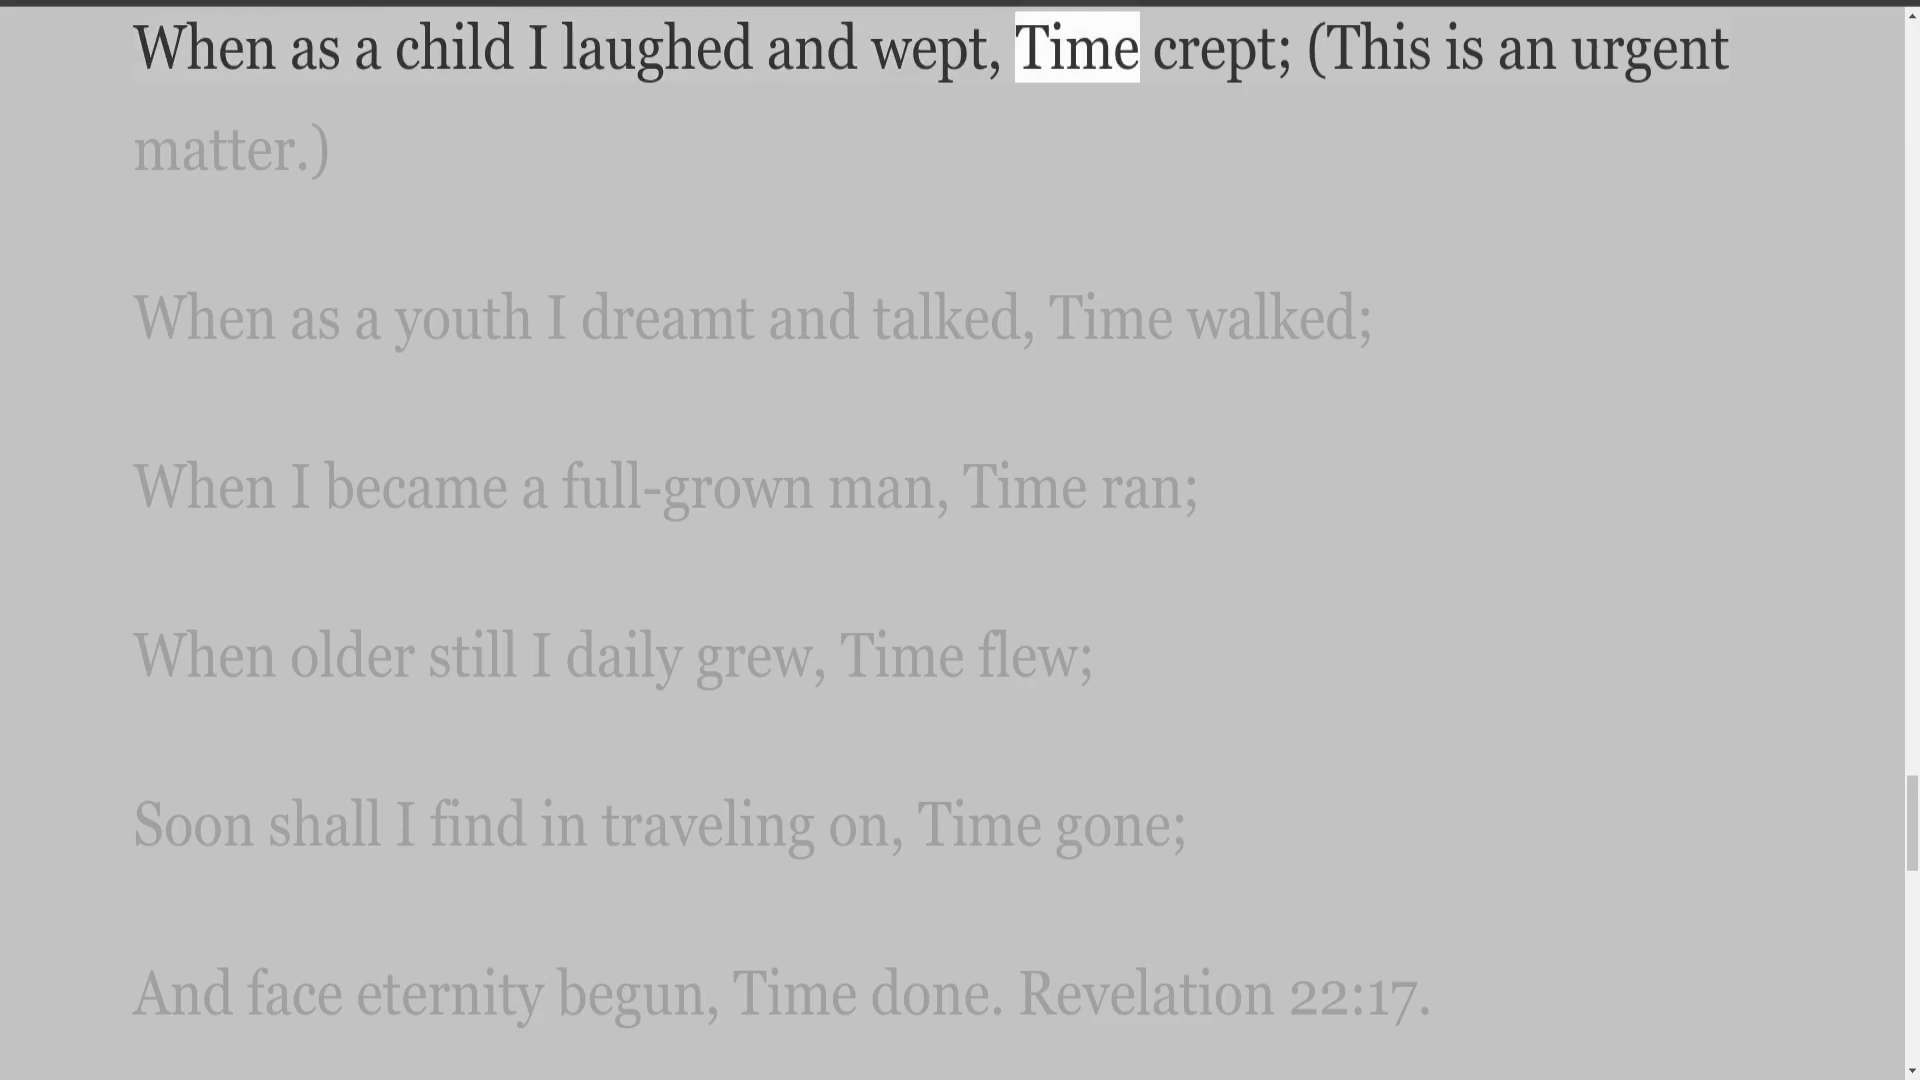 When as a child I laughed and wept, Time crept; (This is an urgent
matter.)
When as a youth I dreamt and talked, Time walked;
When I became a full-grown man, Time ran;
When older still I daily grew, Time flew;
Soon shall I find in traveling on, Time gone;
And face eternity begun, Time done. Revelation 22:17.